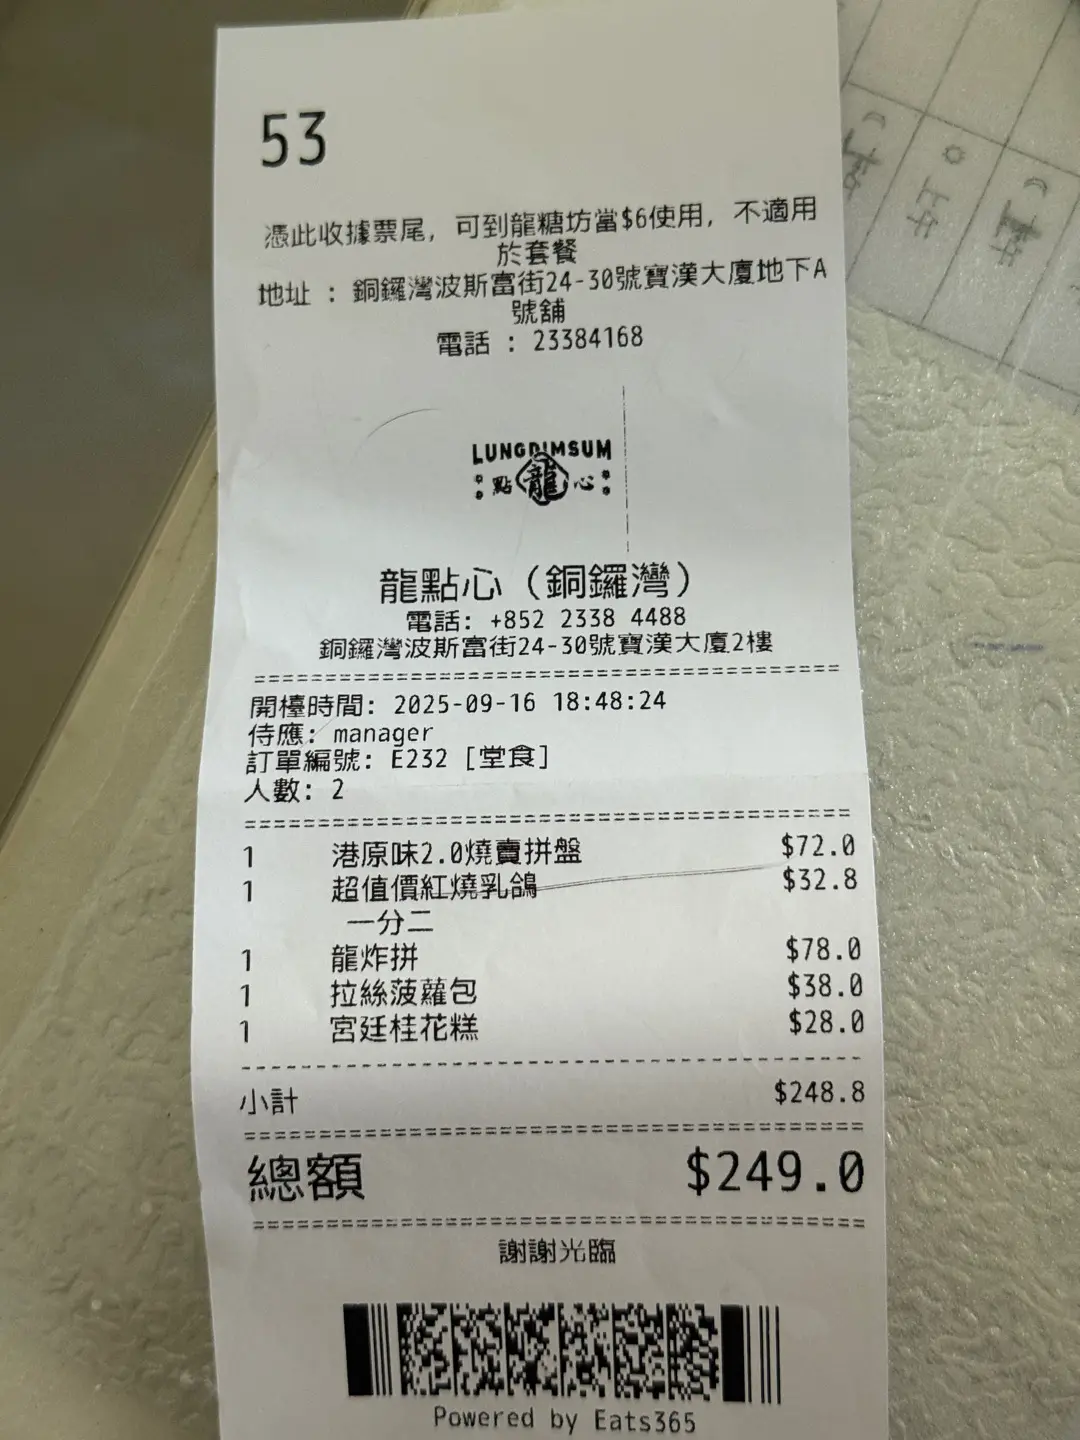 53
憑此收據票尾，可到龍糖坊當$6使用，不適用
於套餐
地址 : 銅鑼灣波斯富街24-30號寶漢大廈地下A
號舖
電話 : 23384168
LUNGDIMSUM
點 龍 心
龍點心（銅鑼灣）
電話: +852 2338 4488
銅鑼灣波斯富街24-30號寶漢大廈2樓
開檯時間: 2025-09-16 18:48:24
侍應: manager
訂單編號: E232 [堂食]
人數: 2
1 港原味2.0燒賣拼盤 $72.0
1 超值價紅燒乳鴿 $32.8
一分二
1 龍炸拼 $78.0
1 拉絲菠蘿包 $38.0
1 宮廷桂花糕 $28.0
小計 $248.8
總額 $249.0
謝謝光臨
Powered by Eats365